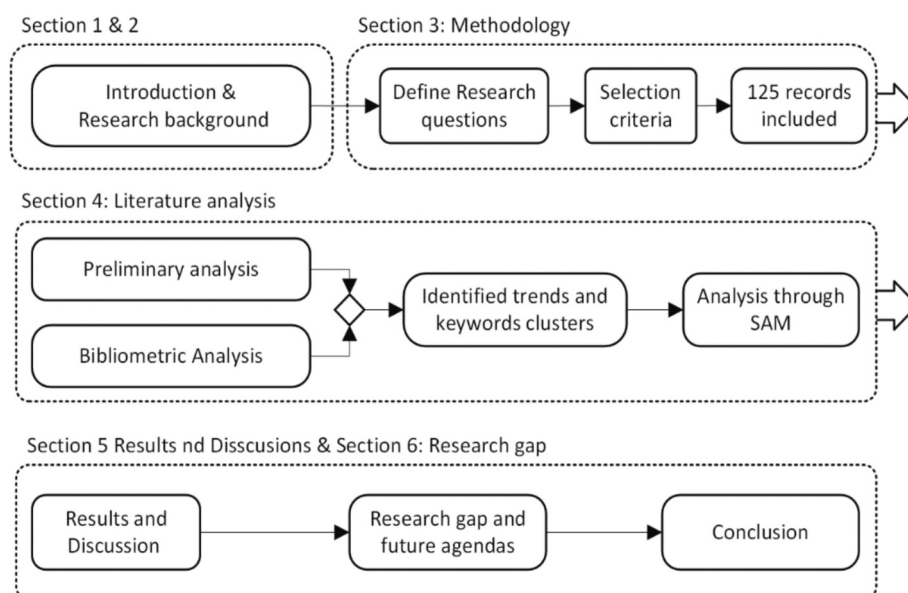 Section 1 & 2
Section 3: Methodology
Introduction &
Research background
Define Research
questions
Selection
criteria
125 records
included
Section 4: Literature analysis
Preliminary analysis
Bibliometric Analysis
Identified trends and
keywords clusters
Analysis through
SAM
Section 5 Results nd Disscusions & Section 6: Research gap
Results and
Discussion
Research gap and
future agendas
Conclusion